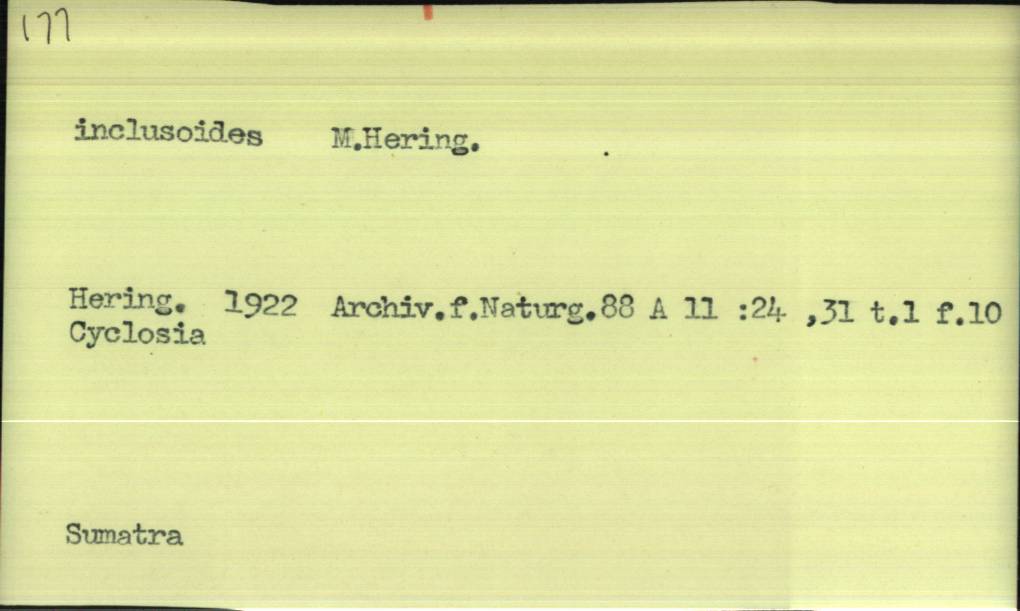 177
inclusoides M.Hering.
Hering. 1922 Archiv.f.Naturg.88 A 11 :24 ,31 t.1 f.10
Cyclosia
Sumatra